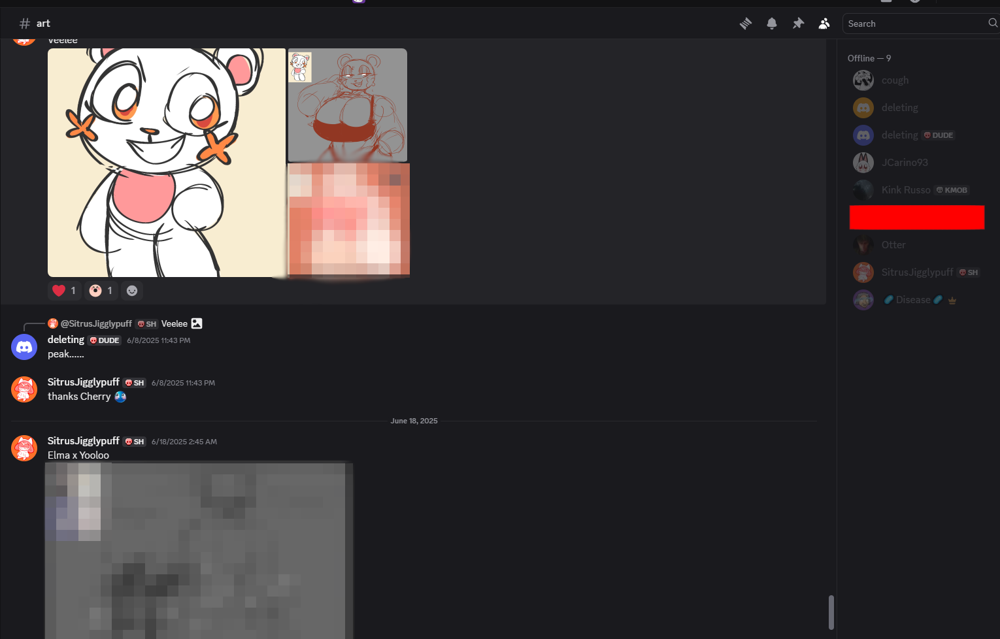 art
Search
Veelee
1
1
@SitrusJigglypuff SH Veelee
deleting DUDE 6/8/2025 11:43 PM
peak......
SitrusJigglypuff SH 6/8/2025 11:43 PM
thanks Cherry
June 18, 2025
SitrusJigglypuff SH 6/18/2025 2:45 AM
Elma x Yooloo
Offline — 9
cough
deleting
deleting DUDE
JCarino93
Kink Russo KMOB
Otter
SitrusJigglypuff SH
Disease